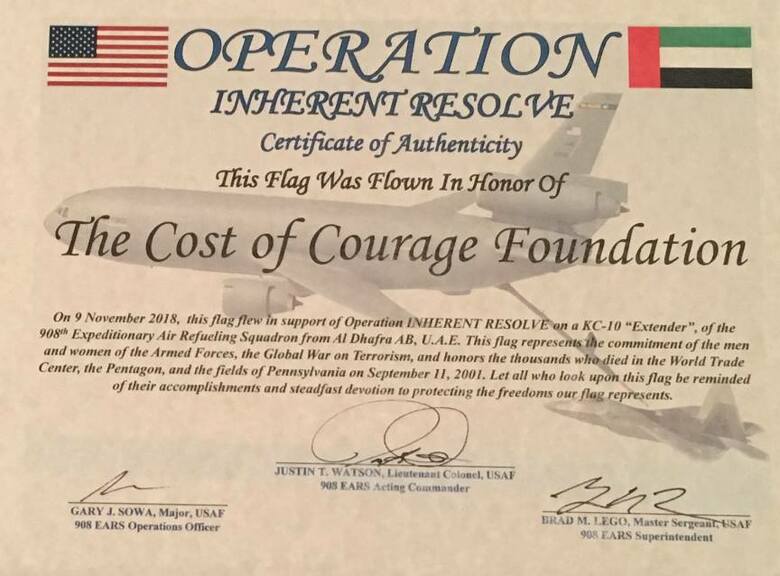 OPERATION
INHERENT RESOLVE
Certificate of Authenticity
This Flag Was Flown In Honor Of
The Cost of Courage Foundation
On 9 November 2018, this flag flew in support of Operation INHERENT RESOLVE on a KC-10 "Extender", of the
908th Expeditionary Air Refueling Squadron from Al Dhafra AB, U.A.E. This flag represents the commitment of the men
and women of the Armed Forces, the Global War on Terrorism, and honors the thousands who died in the World Trade
Center, the Pentagon, and the fields of Pennsylvania on September 11, 2001. Let all who look upon this flag be reminded
of their accomplishments and steadfast devotion to protecting the freedoms our flag represents.
JUSTIN T. WATSON, Lieutenant Colonel, USAF
908 EARS Acting Commander
GARY J. SOWA, Major, USAF
908 EARS Operations Officer
BRAD M. LEGO, Master Sergeant, USAF
908 EARS Superintendent